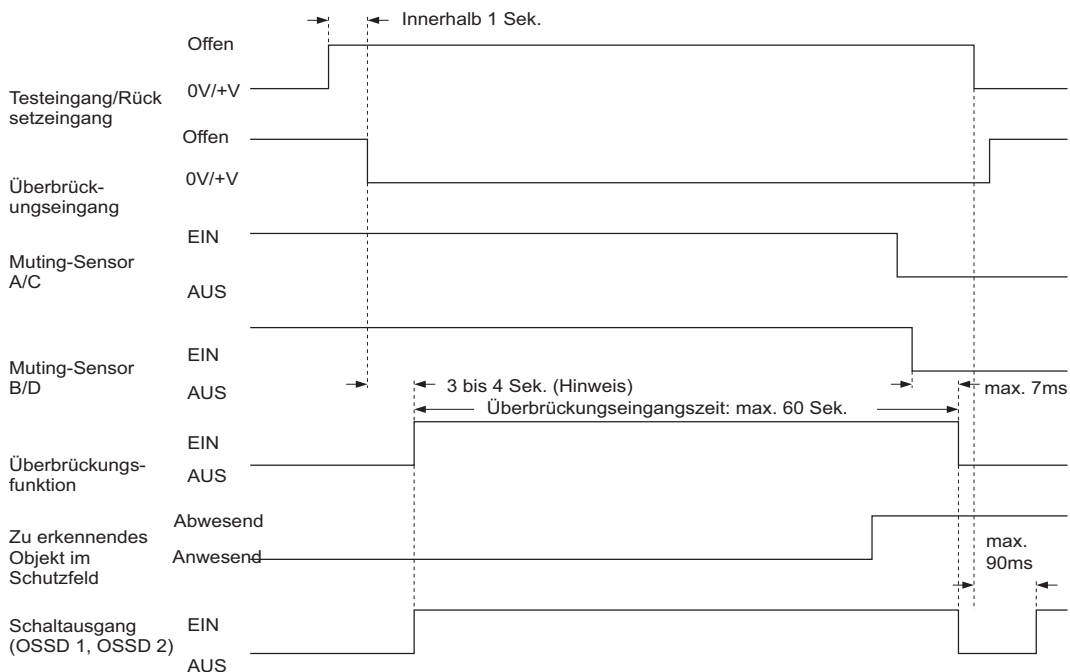 Innerhalb 1 Sek.
Offen
0V/+V
Testeingang/Rück
setzeingang
Offen
0V/+V
Überbrück-
ungseingang
EIN
Muting-Sensor
A/C
AUS
EIN
Muting-Sensor
B/D
AUS
3 bis 4 Sek. (Hinweis)
max. 7ms
Überbrückungseingangszeit: max. 60 Sek.
EIN
Überbrückungs-
funktion
AUS
Abwesend
Zu erkennendes
Objekt im
Schutzfeld
Anwesend
max.
90ms
Schaltausgang
(OSSD 1, OSSD 2)
EIN
AUS